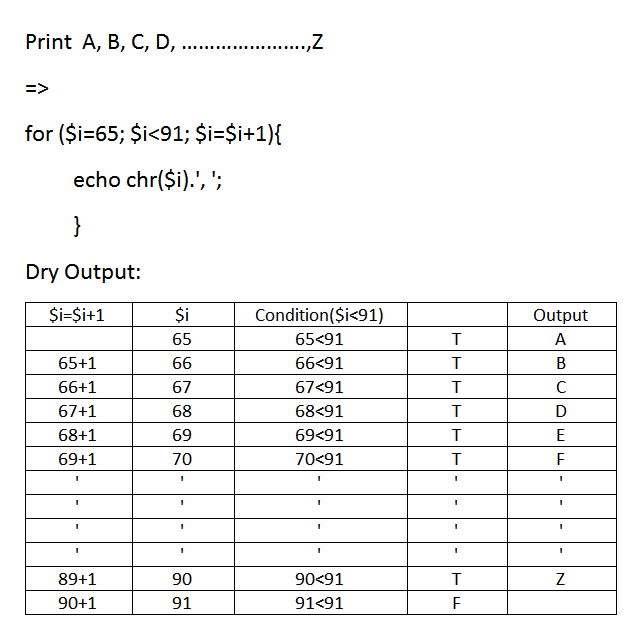 Print A, B, C, D, ......................,Z
=>
for ($i=65; $i<91; $i=$i+1){
echo chr($i).', ';
}
Dry Output:
$i=$i+1 $i Condition($i<91) Output
65 65<91 T A
65+1 66 66<91 T B
66+1 67 67<91 T C
67+1 68 68<91 T D
68+1 69 69<91 T E
69+1 70 70<91 T F
' ' ' ' '
' ' ' ' '
' ' ' ' '
' ' ' ' '
89+1 90 90<91 T Z
90+1 91 91<91 F